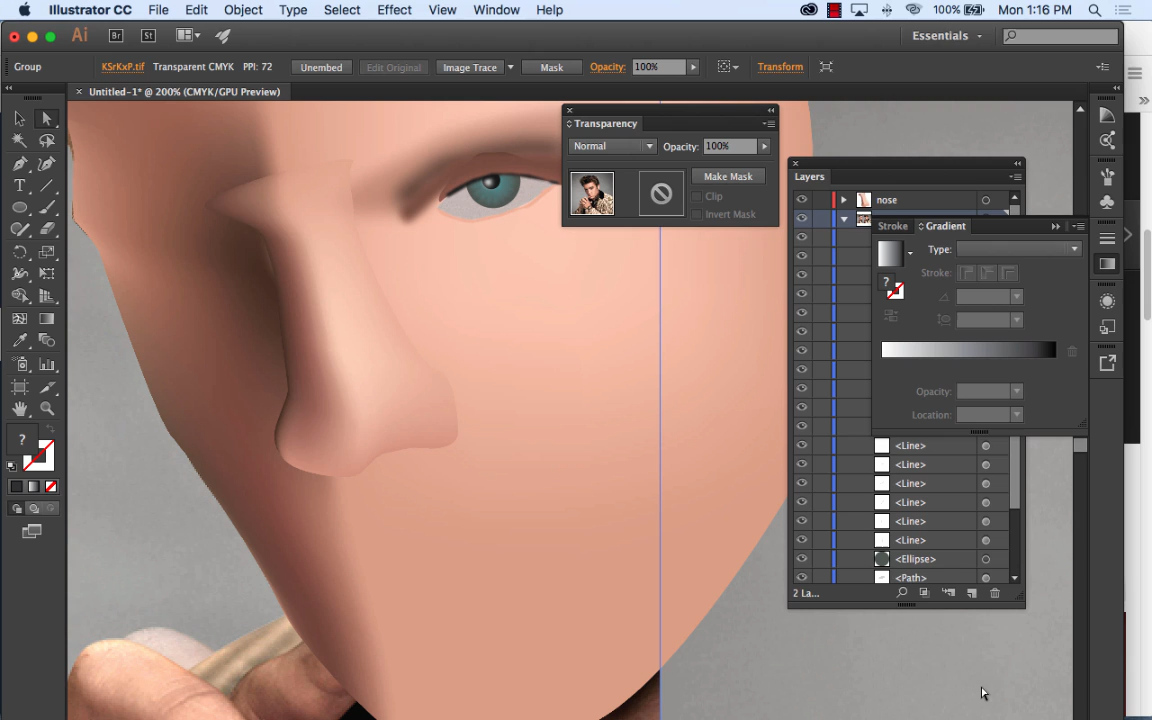 Illustrator CC File Edit Object Type Select Effect View Window Help 100% Mon 1:16 PM
Ai Br St Essentials
Group KSrKxP.tif Transparent CMYK PPI: 72 Unembed Edit Original Image Trace Mask Opacity: 100% Transform
× Untitled-1* @ 200% (CMYK/GPU Preview)
Transparency
Normal Opacity: 100%
Make Mask
Clip
Invert Mask
Layers
nose
Stroke Gradient
Type:
Stroke:
?
Opacity:
Location:
<Line>
<Line>
<Line>
<Line>
<Line>
<Line>
<Ellipse>
<Path>
2 La...
T
?